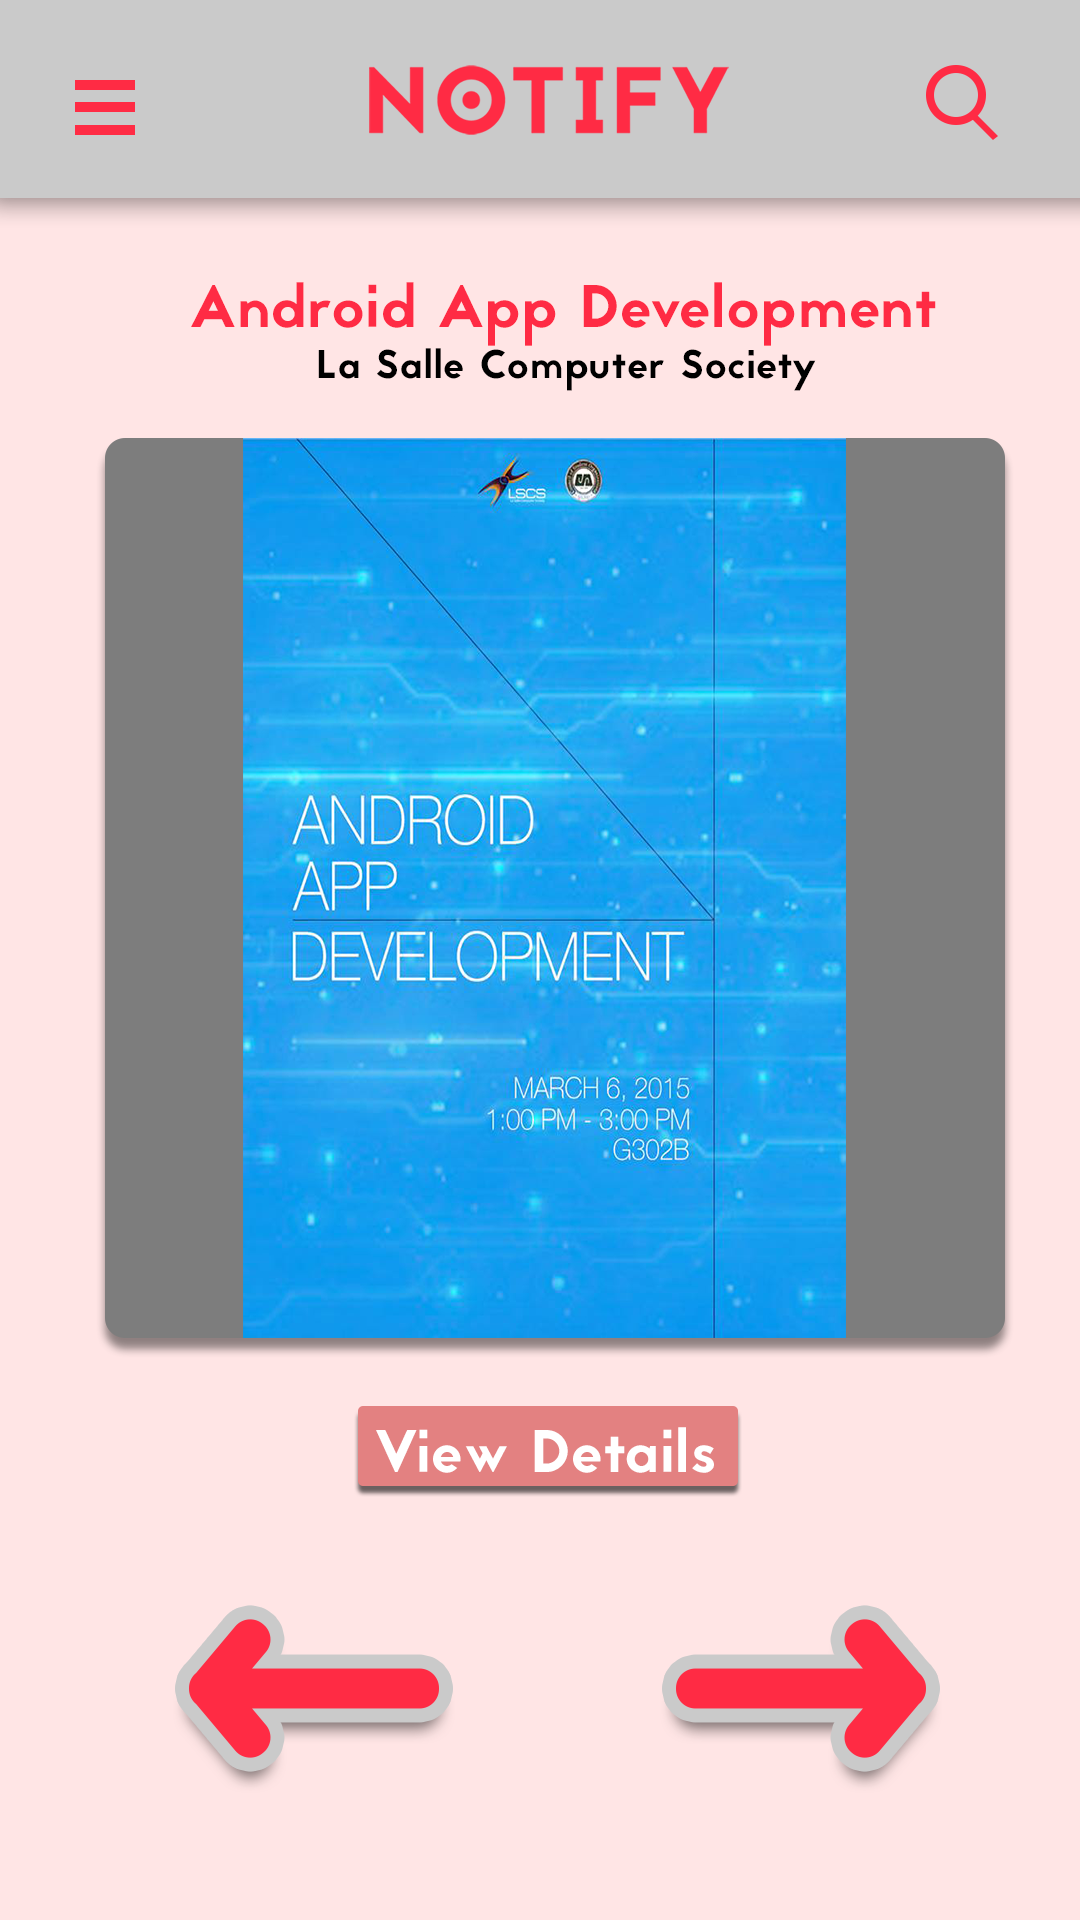 NOTIFY
Android App Development
La Salle Computer Society
LSCS
ANDROID
APP
DEVELOPMENT
MARCH 6, 2015
1:00 PM - 3:00 PM
G302B
View Details